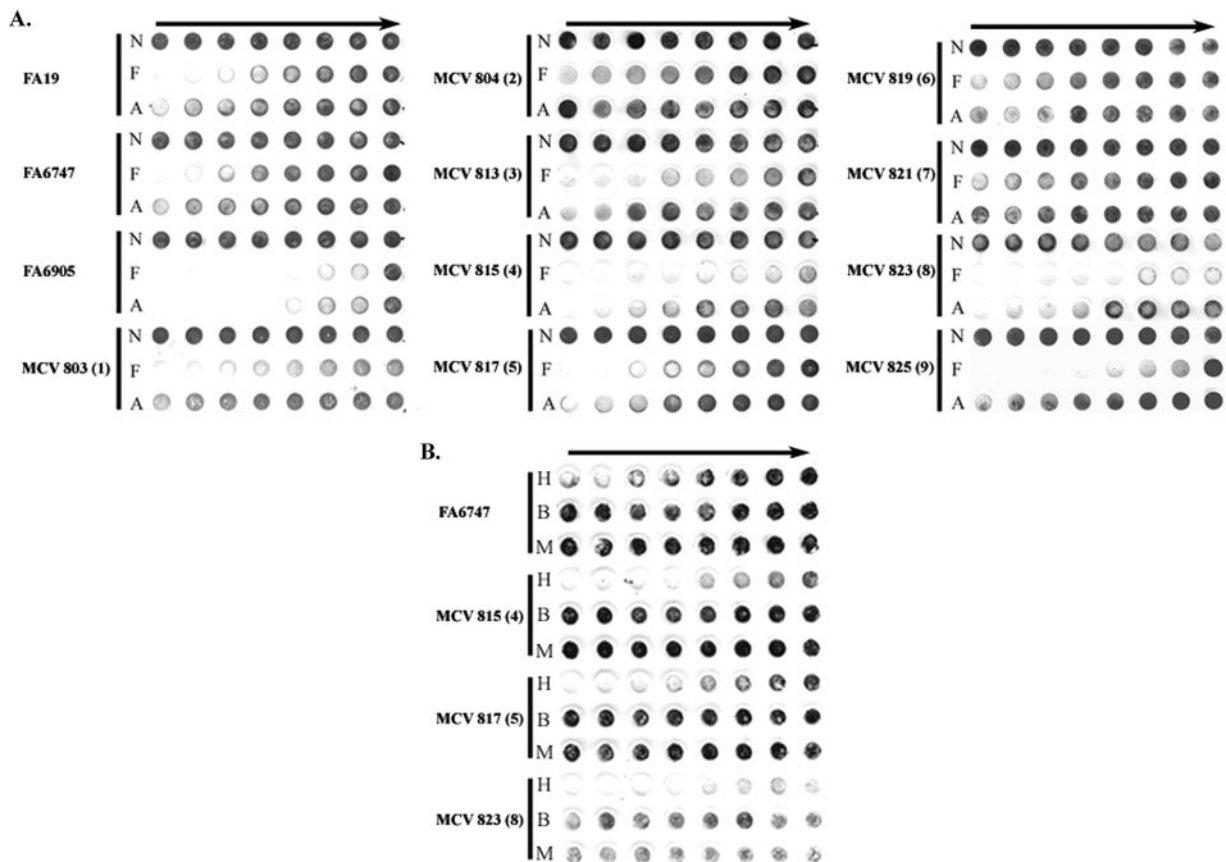 A.
N
FA19 F
A
N
FA6747 F
A
N
FA6905 F
A
N
MCV 803 (1) F
A
N
MCV 804 (2) F
A
N
MCV 813 (3) F
A
N
MCV 815 (4) F
A
N
MCV 817 (5) F
A
N
MCV 819 (6) F
A
N
MCV 821 (7) F
A
N
MCV 823 (8) F
A
N
MCV 825 (9) F
A
B.
H
FA6747 B
M
H
MCV 815 (4) B
M
H
MCV 817 (5) B
M
H
MCV 823 (8) B
M